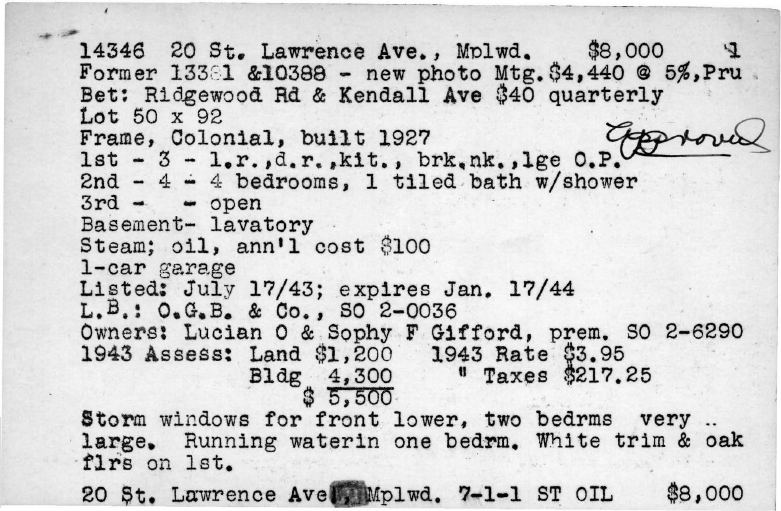 14346 20 St. Lawrence Ave., Mplwd. $8,000 1
Former 13381 &10388 - new photo Mtg.$4,440 @ 5%,Pru
Bet: Ridgewood Rd & Kendall Ave $40 quarterly
Lot 50 x 92
Frame, Colonial, built 1927
Approved
1st - 3 - l.r.,d.r.,kit., brk.nk.,lge O.P.
2nd - 4 - 4 bedrooms, 1 tiled bath w/shower
3rd - - open
Basement- lavatory
Steam; oil, ann'l cost $100
1-car garage
Listed: July 17/43; expires Jan. 17/44
L.B.: O.G.B. & Co., SO 2-0036
Owners: Lucian O & Sophy F Gifford, prem. SO 2-6290
1943 Assess: Land $1,200 1943 Rate $3.95
Bldg 4,300 " Taxes $217.25
$ 5,500
Storm windows for front lower, two bedrms very ..
large. Running waterin one bedrm. White trim & oak
flrs on 1st.
20 St. Lawrence Ave., Mplwd. 7-1-1 ST OIL $8,000